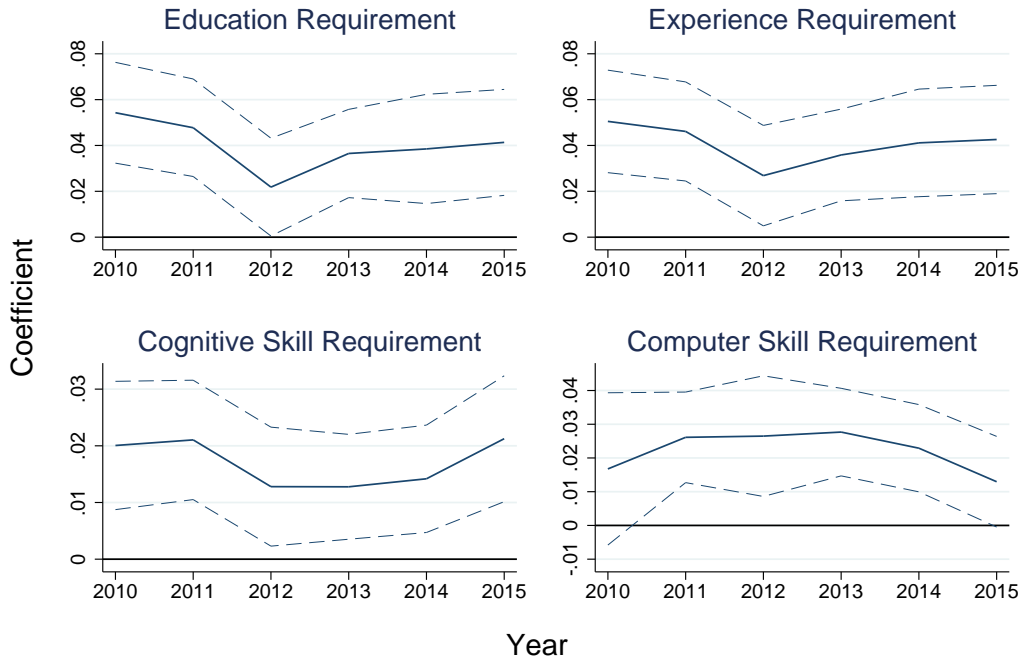 Education Requirement
.08
.06
.04
.02
0
2010 2011 2012 2013 2014 2015
Experience Requirement
.08
.06
.04
.02
0
2010 2011 2012 2013 2014 2015
Coefficient
Cognitive Skill Requirement
.03
.02
.01
0
2010 2011 2012 2013 2014 2015
Computer Skill Requirement
.04
.03
.02
.01
0
-.01
2010 2011 2012 2013 2014 2015
Year